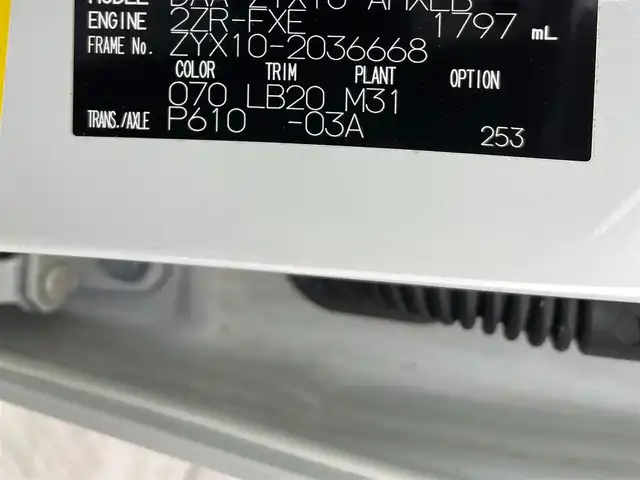 ENGINE 2ZR-FXE 1797 mL
FRAME No. ZYX10-2036668
COLOR TRIM PLANT OPTION
070 LB20 M31
TRANS./AXLE P610 -03A
253